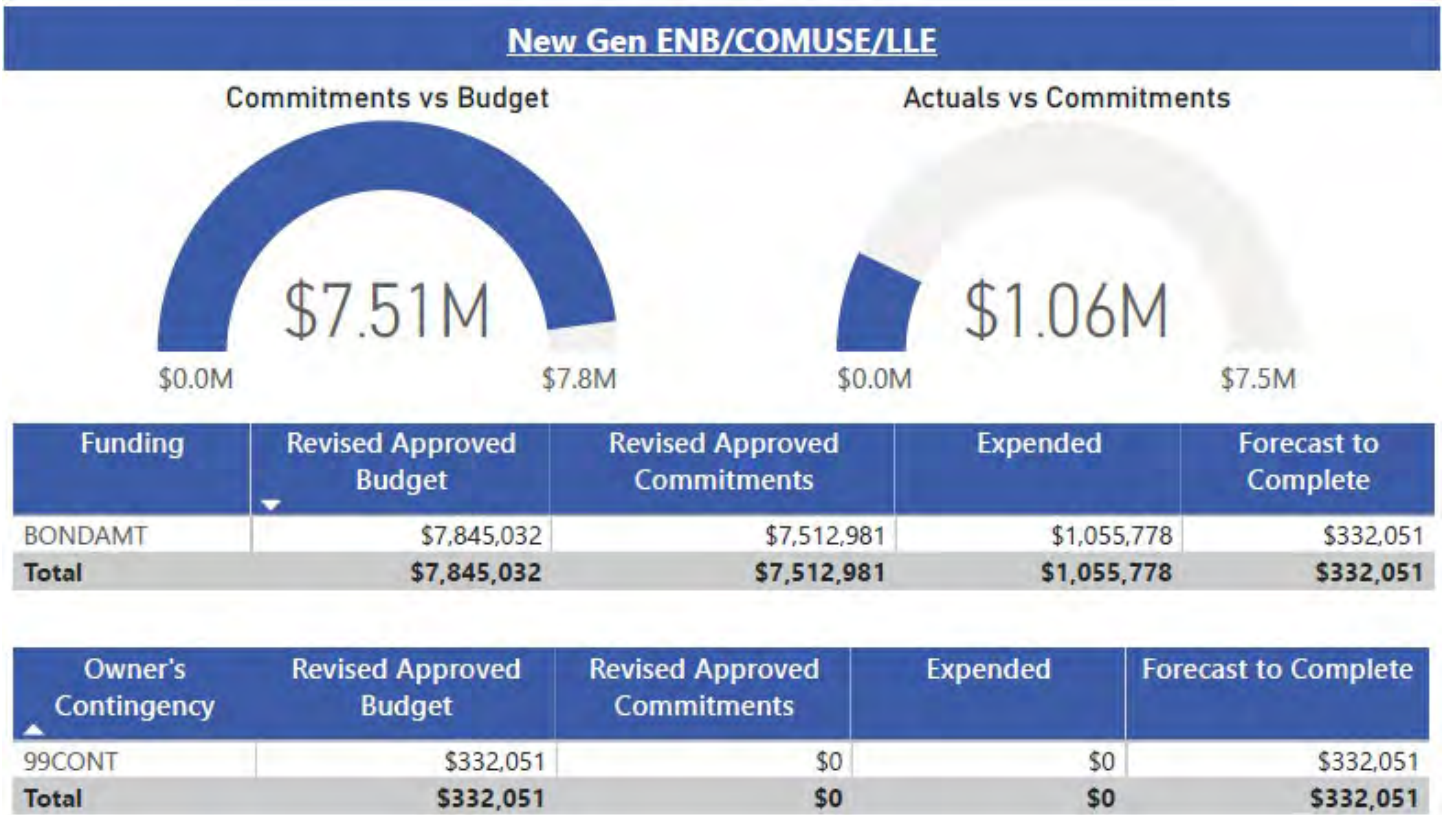 New Gen ENB/COMUSE/LLE
Commitments vs Budget
$7.51M
$0.0M
$7.8M
Actuals vs Commitments
$1.06M
$0.0M
$7.5M
Funding Revised Approved Budget Revised Approved Commitments Expended Forecast to Complete
BONDAMT $7,845,032 $7,512,981 $1,055,778 $332,051
Total $7,845,032 $7,512,981 $1,055,778 $332,051
Owner's Contingency Revised Approved Budget Revised Approved Commitments Expended Forecast to Complete
99CONT $332,051 $0 $0 $332,051
Total $332,051 $0 $0 $332,051